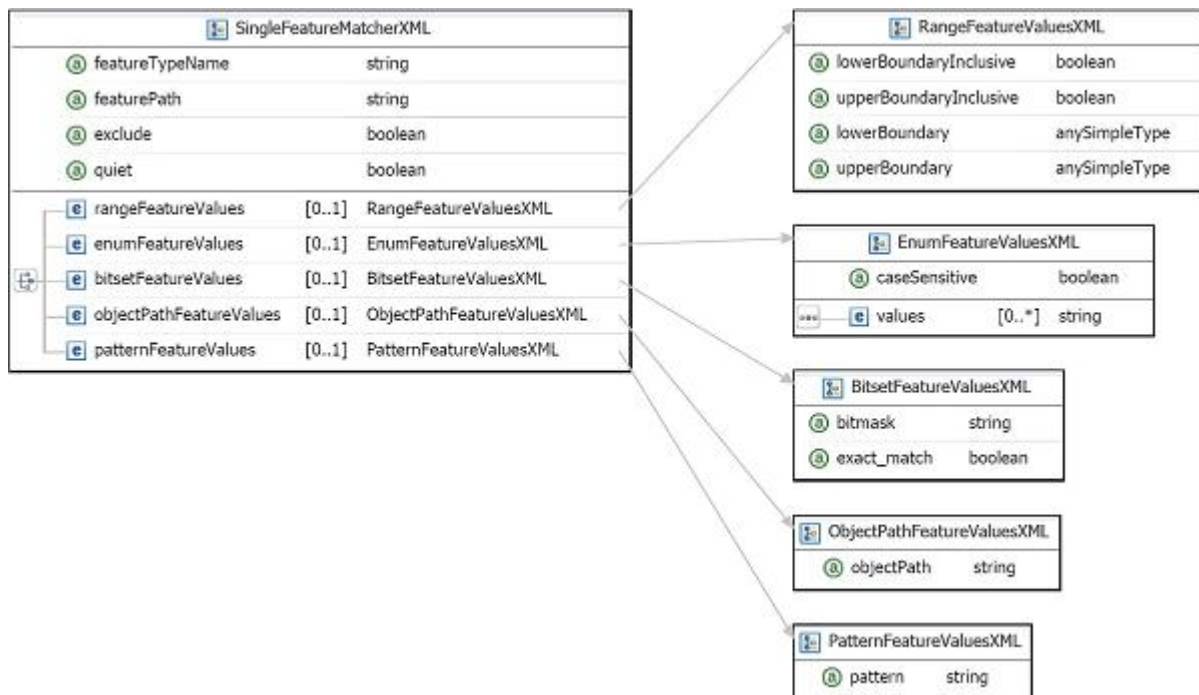 SingleFeatureMatcherXML
featureTypeName string
featurePath string
exclude boolean
quiet boolean
rangeFeatureValues [0..1] RangeFeatureValuesXML
enumFeatureValues [0..1] EnumFeatureValuesXML
bitsetFeatureValues [0..1] BitsetFeatureValuesXML
objectPathFeatureValues [0..1] ObjectPathFeatureValuesXML
patternFeatureValues [0..1] PatternFeatureValuesXML
RangeFeatureValuesXML
lowerBoundaryInclusive boolean
upperBoundaryInclusive boolean
lowerBoundary anySimpleType
upperBoundary anySimpleType
EnumFeatureValuesXML
caseSensitive boolean
values [0..*] string
BitsetFeatureValuesXML
bitmask string
exact_match boolean
ObjectPathFeatureValuesXML
objectPath string
PatternFeatureValuesXML
pattern string